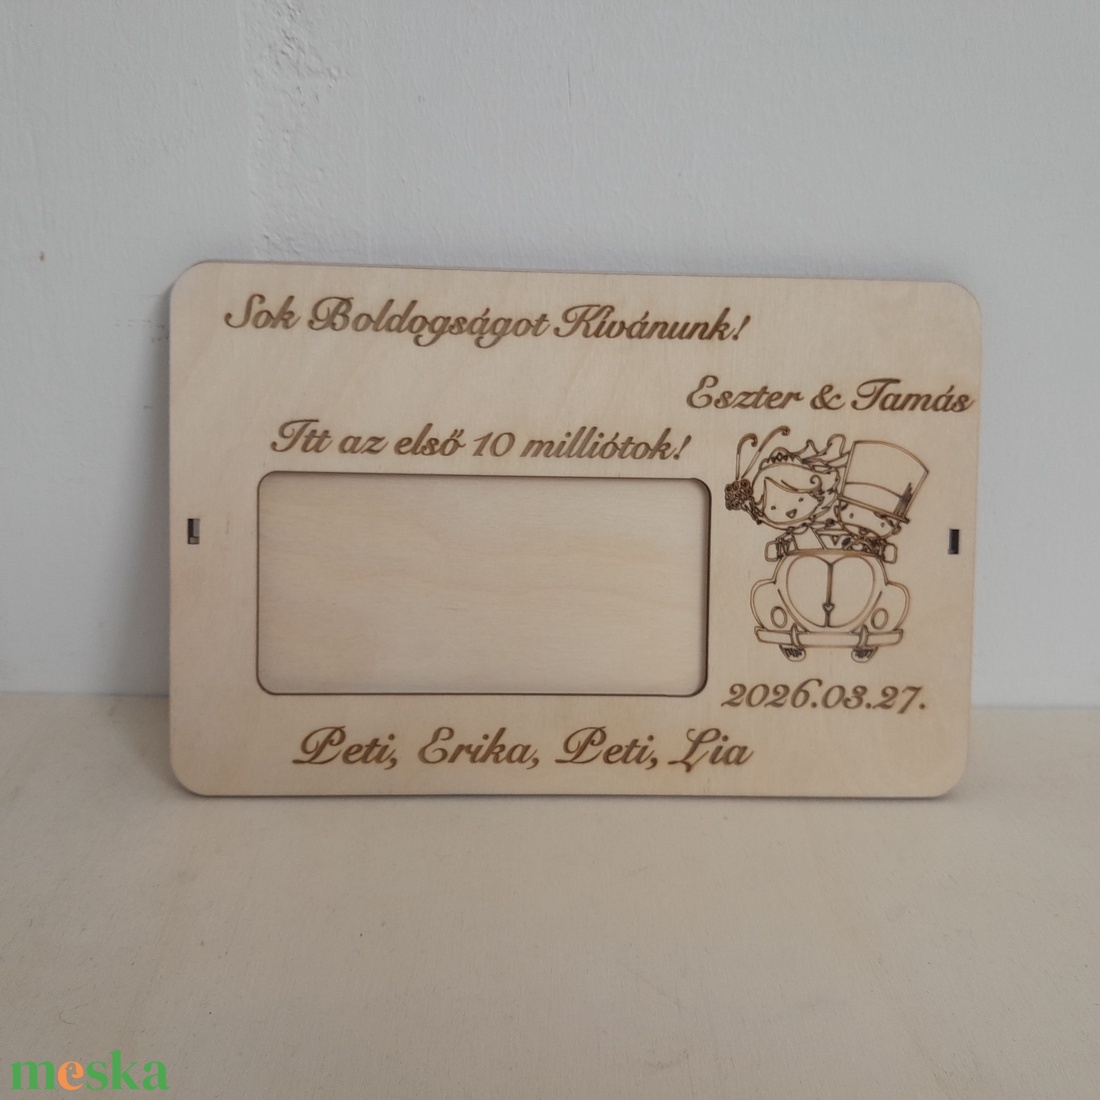 Sok Boldogságot Kívánunk!
Eszter & Tamás
Itt az első 10 milliótok!
2026.03.27.
Peti, Erika, Peti, Lia
meska